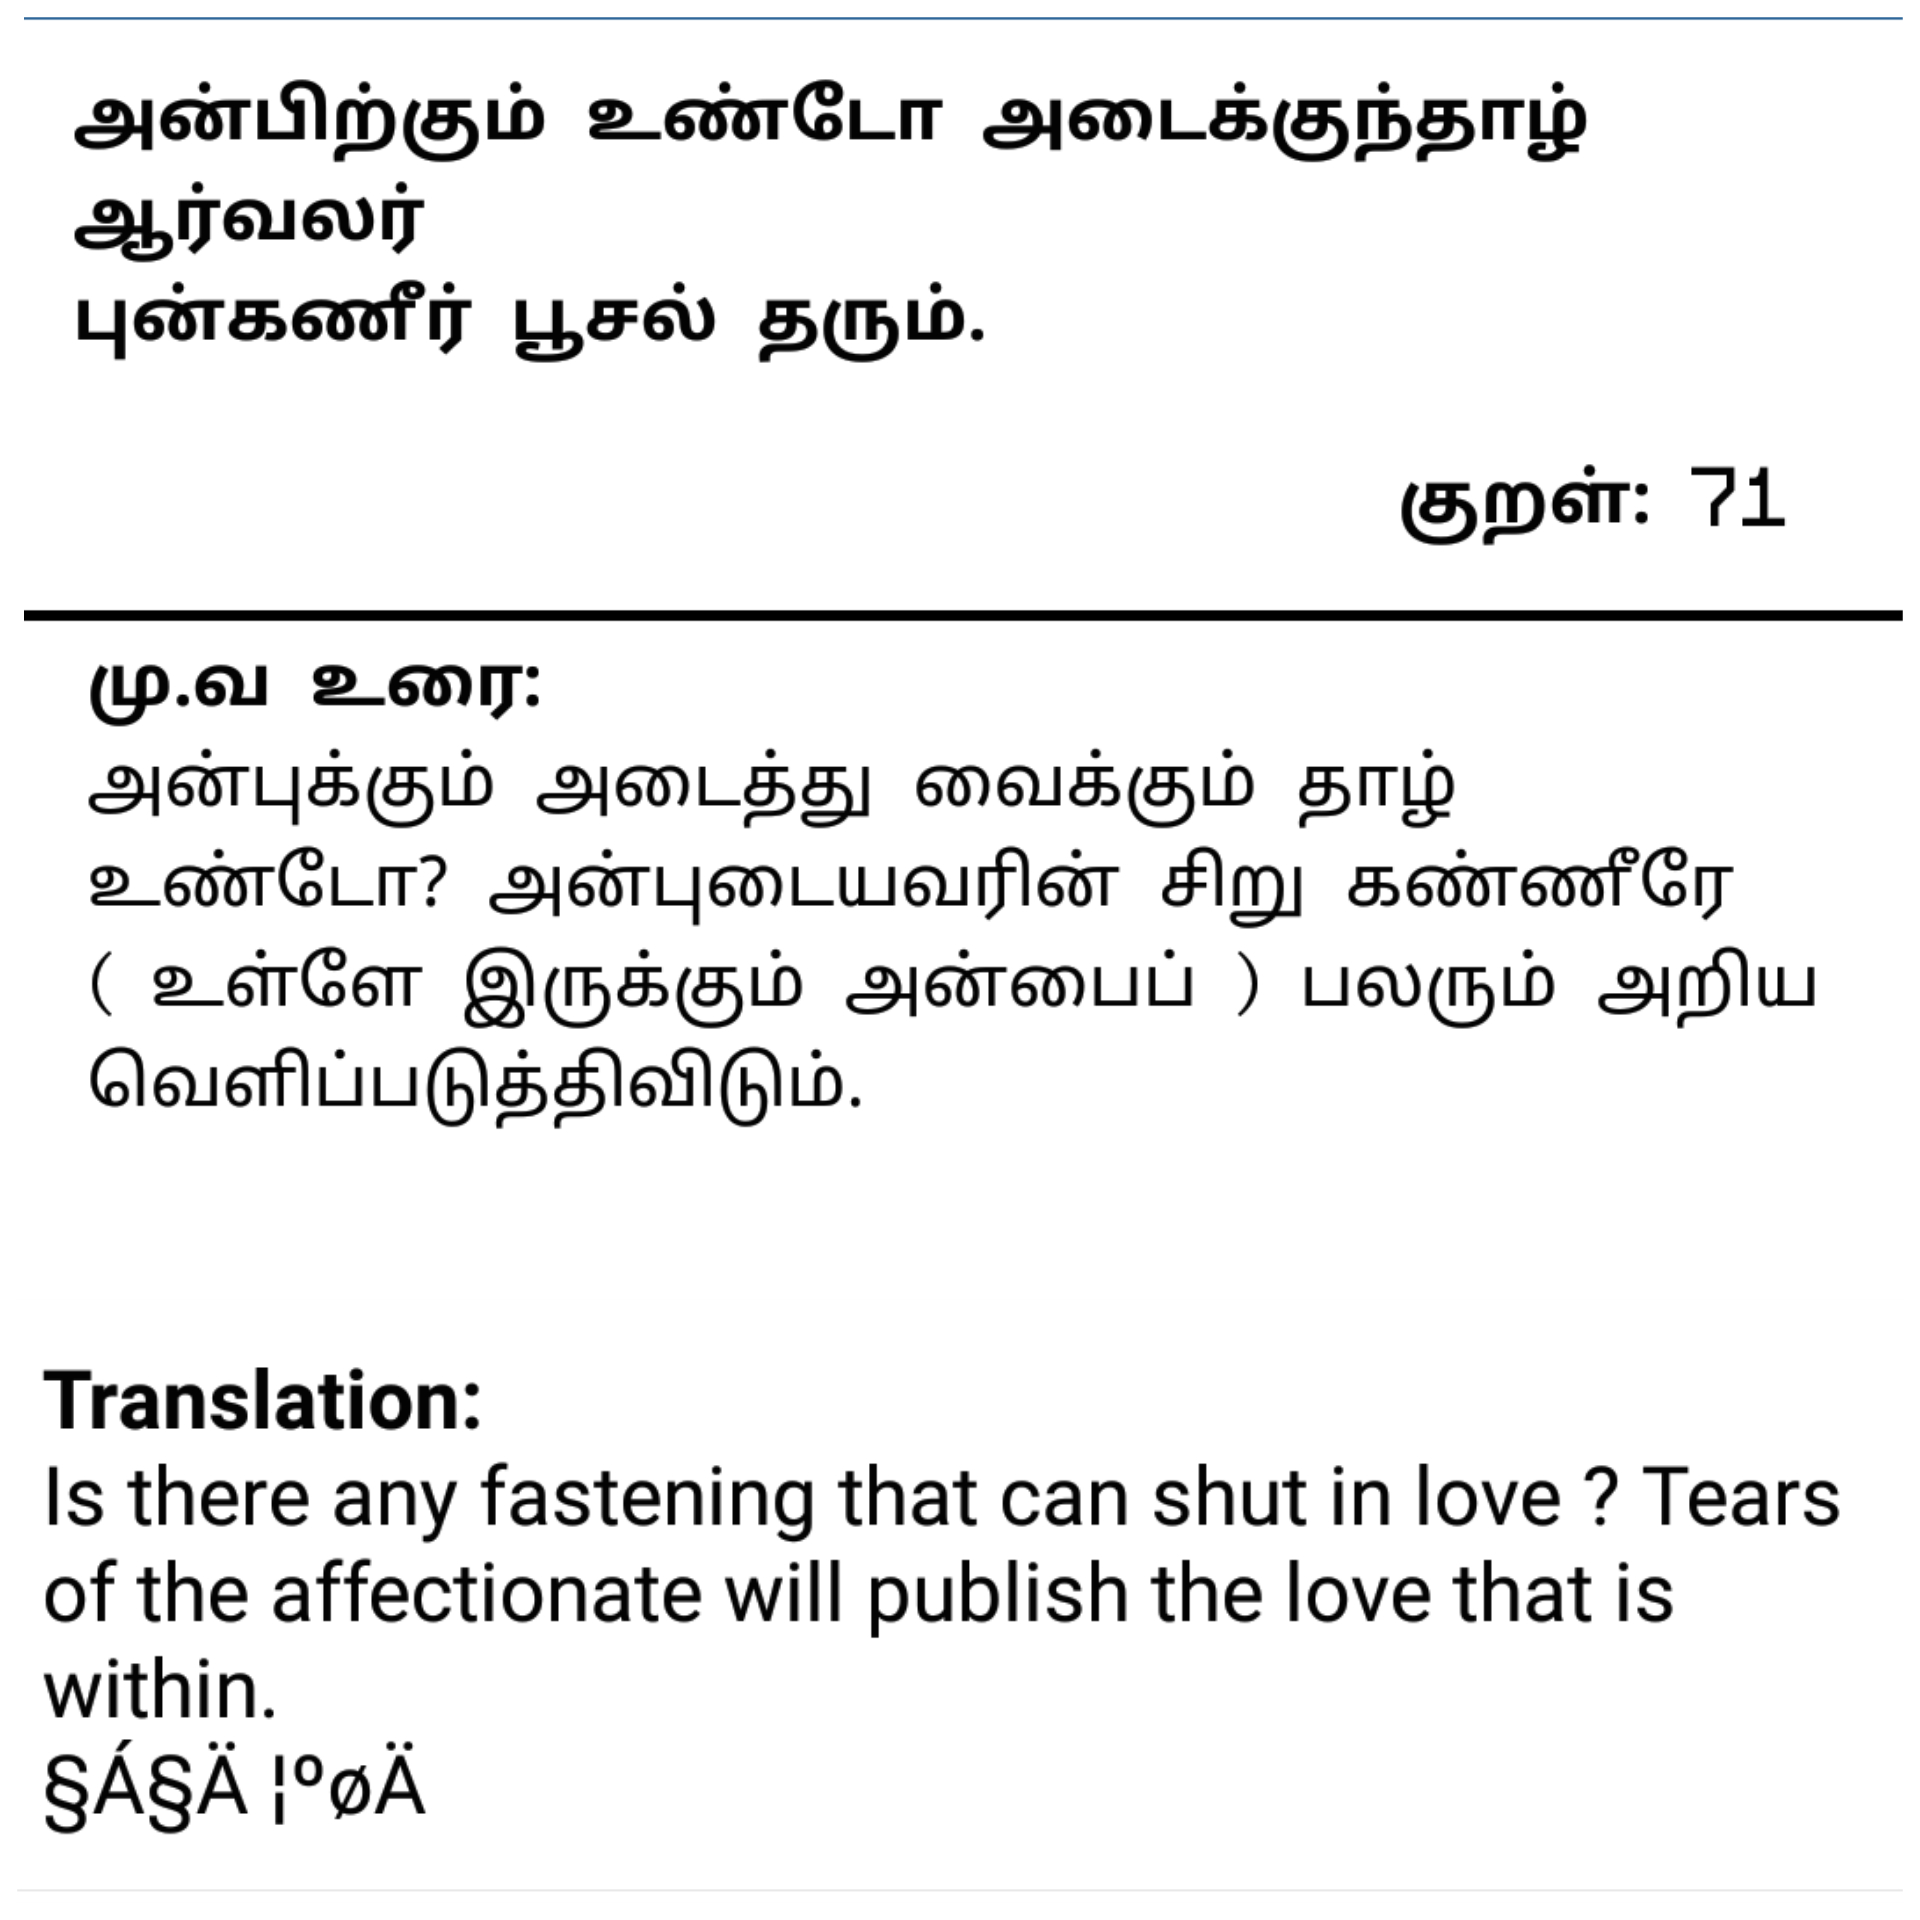 அன்பிற்கும் உண்டோ அடைக்குந்தாழ்
ஆர்வலர்
புன்கணீர் பூசல் தரும்.
குறள்: 71
மு.வ உரை:
அன்புக்கும் அடைத்து வைக்கும் தாழ்
உண்டோ? அன்புடையவரின் சிறு கண்ணீரே
( உள்ளே இருக்கும் அன்பைப் ) பலரும் அறிய
வெளிப்படுத்திவிடும்.
Translation:
Is there any fastening that can shut in love ? Tears
of the affectionate will publish the love that is
within.
§Á§Ä ¦ºøÄ